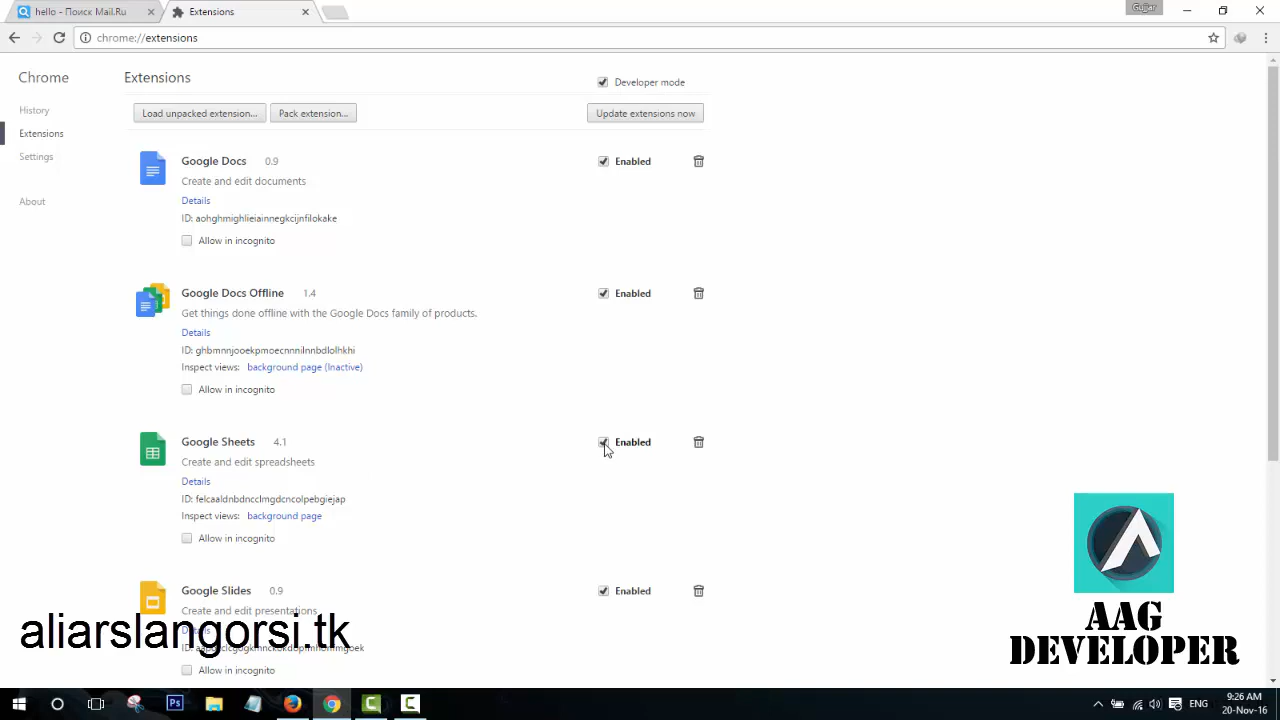 hello - Поиск Mail.Ru
Extensions
Gujjar
chrome://extensions
Chrome
History
Extensions
Settings
About
Extensions
Developer mode
Load unpacked extension...
Pack extension...
Update extensions now
Google Docs 0.9
Enabled
Create and edit documents
Details
ID: aohghmighlieiainnegkcijnfilokake
Allow in incognito
Google Docs Offline 1.4
Enabled
Get things done offline with the Google Docs family of products.
Details
ID: ghbmnnjooekpmoecnnnilnnbdlolhkhi
Inspect views: background page (Inactive)
Allow in incognito
Google Sheets 4.1
Enabled
Create and edit spreadsheets
Details
ID: felcaaldnbdncclmgdcncolpebgiejap
Inspect views: background page
Allow in incognito
Google Slides 0.9
Enabled
Create and edit presentations
aliarslangorsi.tk
Allow in incognito
AAG
DEVELOPER
Ps
ENG
9:26 AM
20-Nov-16